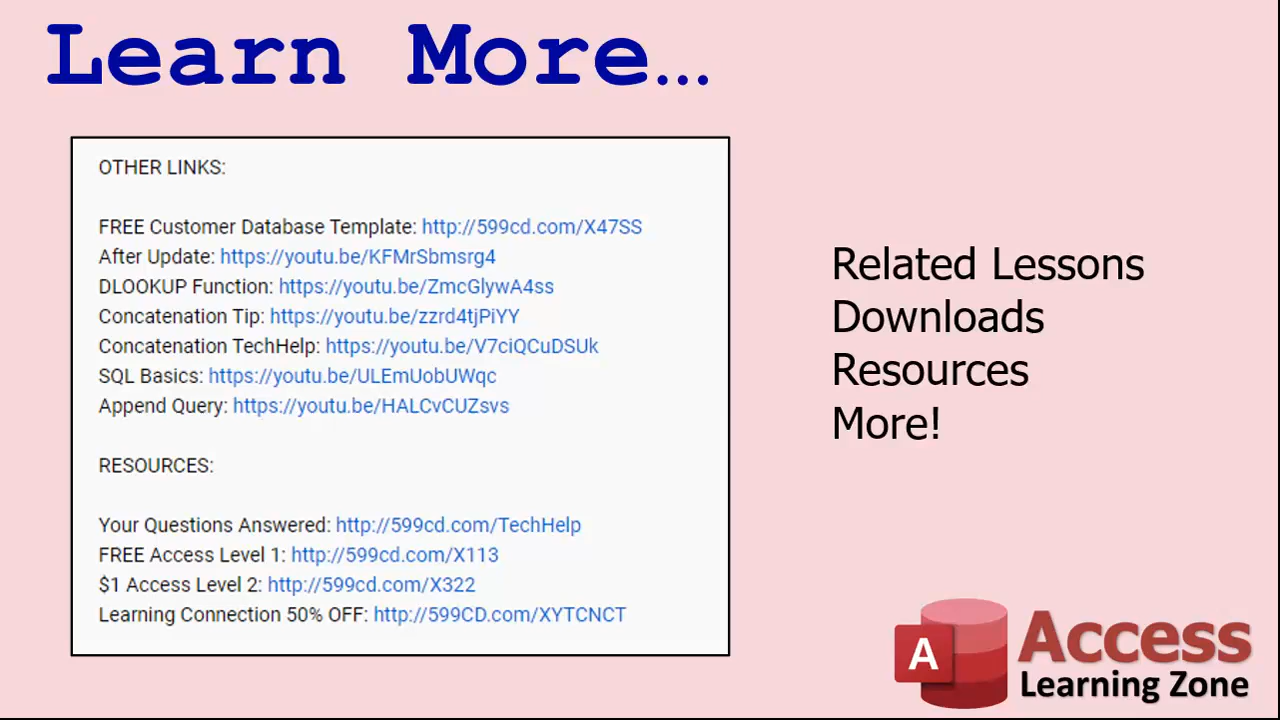 Learn More...
OTHER LINKS:
FREE Customer Database Template: http://599cd.com/X47SS
After Update: https://youtu.be/KFMrSbmsrg4
DLOOKUP Function: https://youtu.be/ZmcGlywA4ss
Concatenation Tip: https://youtu.be/zzrd4tjPiYY
Concatenation TechHelp: https://youtu.be/V7ciQCuDSUk
SQL Basics: https://youtu.be/ULEmUobUWqc
Append Query: https://youtu.be/HALCvCUZsvs
RESOURCES:
Your Questions Answered: http://599cd.com/TechHelp
FREE Access Level 1: http://599cd.com/X113
$1 Access Level 2: http://599cd.com/X322
Learning Connection 50% OFF: http://599CD.com/XYTCNCT
Related Lessons
Downloads
Resources
More!
A
Access
Learning Zone